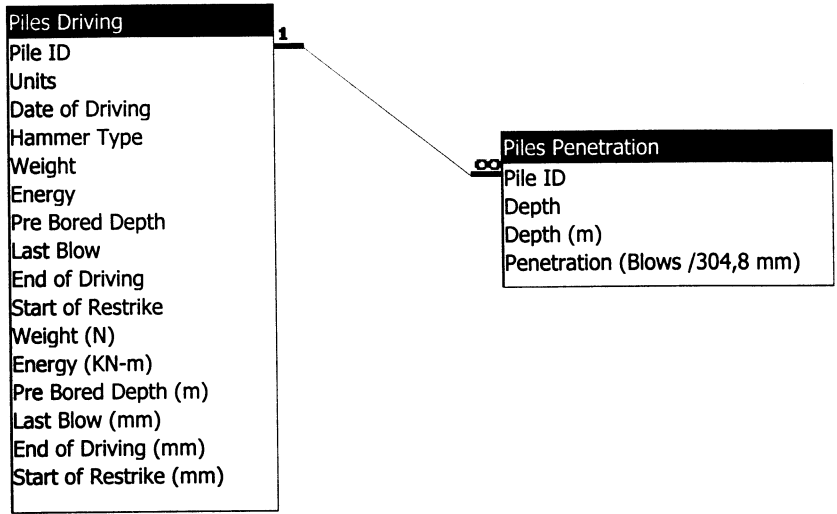 Piles Driving
Pile ID
Units
Date of Driving
Hammer Type
Weight
Energy
Pre Bored Depth
Last Blow
End of Driving
Start of Restrike
Weight (N)
Energy (KN-m)
Pre Bored Depth (m)
Last Blow (mm)
End of Driving (mm)
Start of Restrike (mm)
1
∞
Piles Penetration
Pile ID
Depth
Depth (m)
Penetration (Blows /304,8 mm)